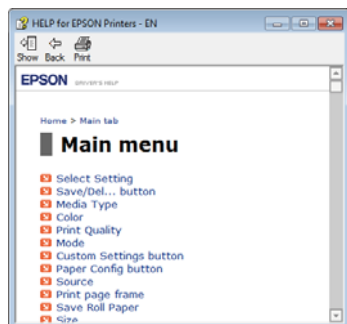 HELP for EPSON Printers - EN
Show Back Print
EPSON DRIVER'S HELP
Home > Main tab
Main menu
Select Setting
Save/Del... button
Media Type
Color
Print Quality
Mode
Custom Settings button
Paper Config button
Source
Print page frame
Save Roll Paper
Size